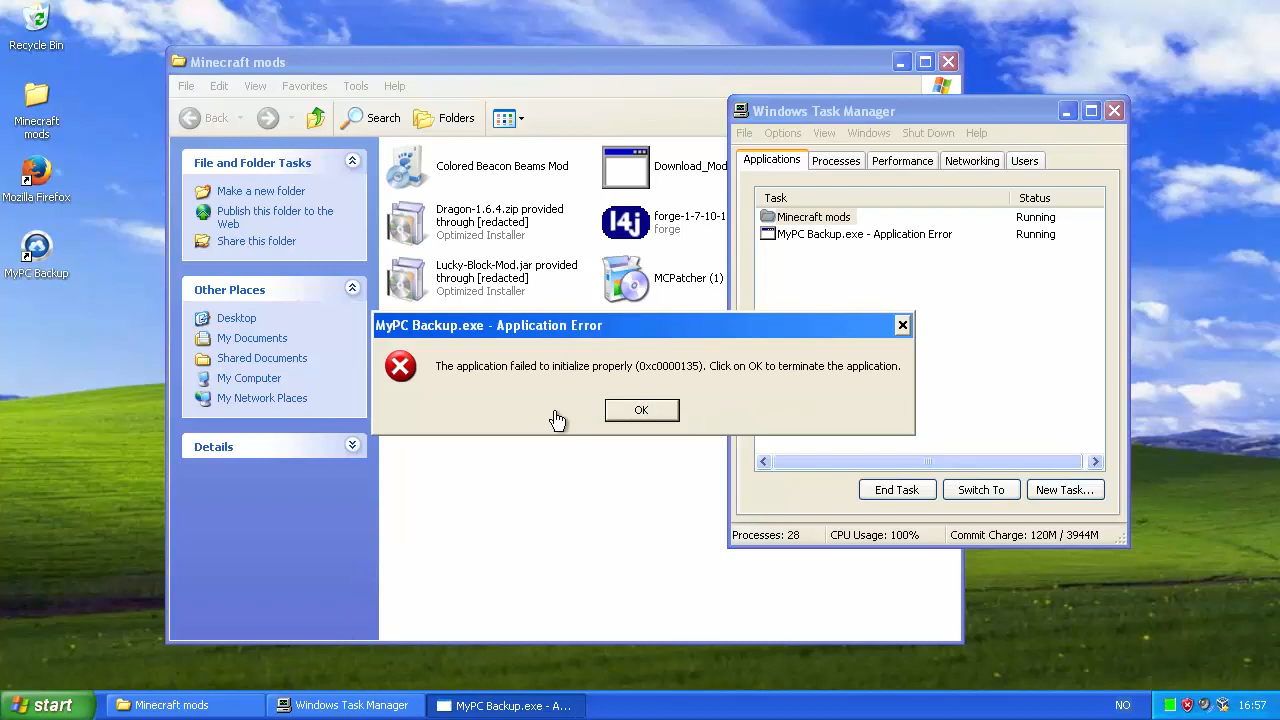 Recycle Bin
Minecraft
mods
Mozilla Firefox
MyPC Backup
Minecraft mods
File Edit View Favorites Tools Help
Back Search Folders
File and Folder Tasks
Make a new folder
Publish this folder to the
Web
Share this folder
Other Places
Desktop
My Documents
Shared Documents
My Computer
My Network Places
Details
Colored Beacon Beams Mod
Download_Mod
Dragon-1.6.4.zip provided
through [redacted]
Optimized Installer
I4j
forge-1-7-10-1
forge
Lucky-Block-Mod.jar provided
through [redacted]
Optimized Installer
MCPatcher (1)
Windows Task Manager
File Options View Windows Shut Down Help
Applications Processes Performance Networking Users
Task Status
Minecraft mods Running
MyPC Backup.exe - Application Error Running
End Task Switch To New Task...
Processes: 28 CPU Usage: 100% Commit Charge: 120M / 3944M
MyPC Backup.exe - Application Error
The application failed to initialize properly (0xc0000135). Click on OK to terminate the application.
OK
start Minecraft mods Windows Task Manager MyPC Backup.exe - A... NO 16:57